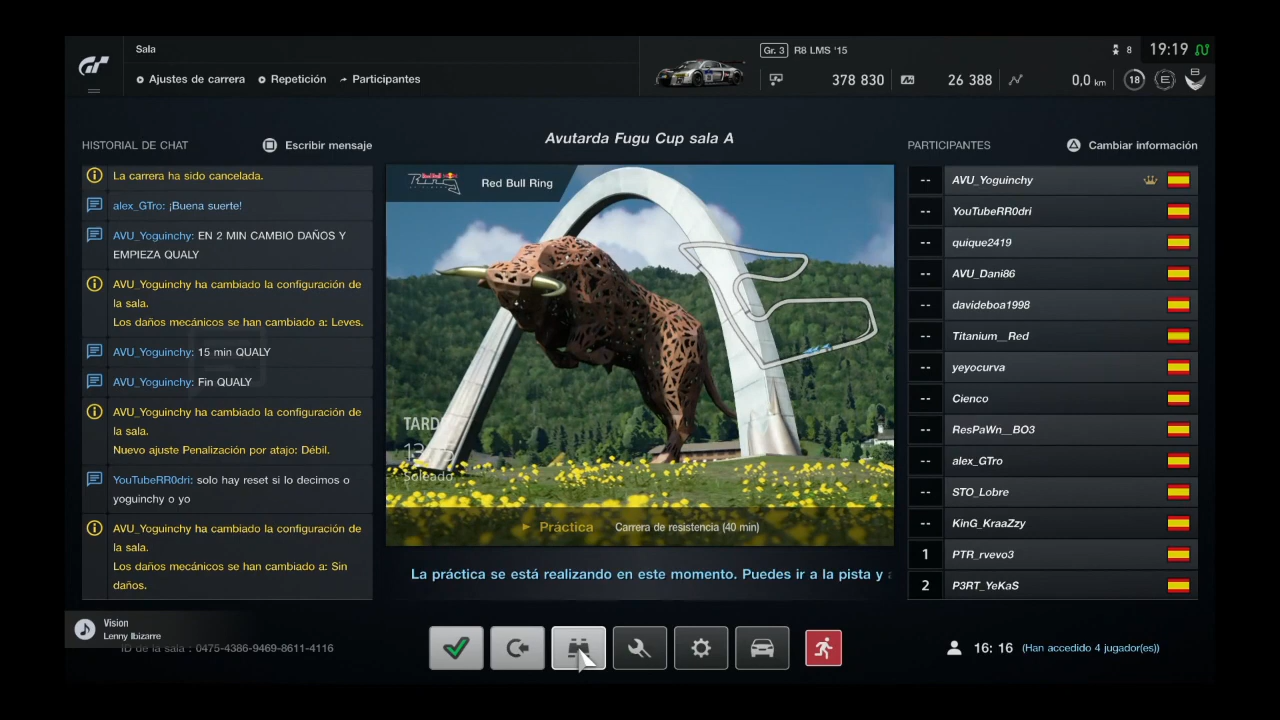 Sala
Gr. 3 R8 LMS '15
8 19:19
Ajustes de carrera Repetición Participantes
378 830 26 388 0,0 km 18 E B
Avutarda Fugu Cup sala A
HISTORIAL DE CHAT Escribir mensaje
La carrera ha sido cancelada.
alex_GTro: ¡Buena suerte!
AVU_Yoguinchy: EN 2 MIN CAMBIO DAÑOS Y
EMPIEZA QUALY
AVU_Yoguinchy ha cambiado la configuración de
la sala.
Los daños mecánicos se han cambiado a: Leves.
AVU_Yoguinchy: 15 min QUALY
AVU_Yoguinchy: Fin QUALY
AVU_Yoguinchy ha cambiado la configuración de
la sala.
Nuevo ajuste Penalización por atajo: Débil.
YouTubeRR0dri: solo hay reset si lo decimos o
yoguinchy o yo
AVU_Yoguinchy ha cambiado la configuración de
la sala.
Los daños mecánicos se han cambiado a: Sin
daños.
Red Bull Ring
Soleado
Práctica Carrera de resistencia (40 min)
La práctica se está realizando en este momento. Puedes ir a la pista y
PARTICIPANTES Cambiar información
-- AVU_Yoguinchy
-- YouTubeRR0dri
-- quique2419
-- AVU_Dani86
-- davideboa1998
-- Titanium__Red
-- yeyocurva
-- Cienco
-- ResPaWn__BO3
-- alex_GTro
-- STO_Lobre
-- KinG_KraaZzy
1 PTR_rvevo3
2 P3RT_YeKaS
Vision
Lenny Ibizarre
ID de la sala : 0475-4386-9469-8611-4116
16: 16 (Han accedido 4 jugador(es))